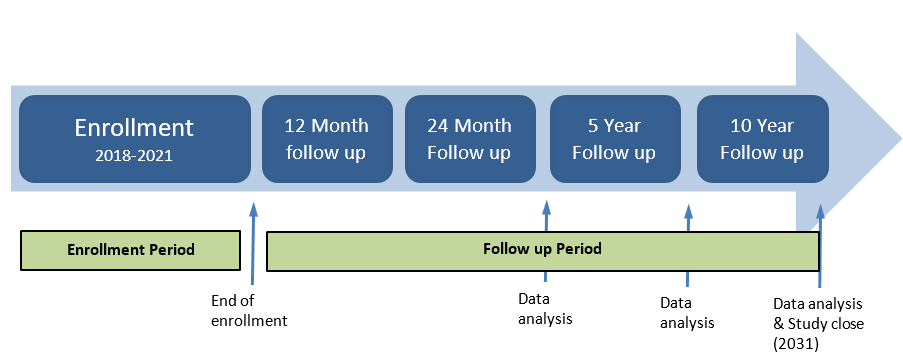 Enrollment
2018-2021
12 Month
follow up
24 Month
Follow up
5 Year
Follow up
10 Year
Follow up
Enrollment Period
Follow up Period
End of
enrollment
Data
analysis
Data
analysis
Data analysis
& Study close
(2031)